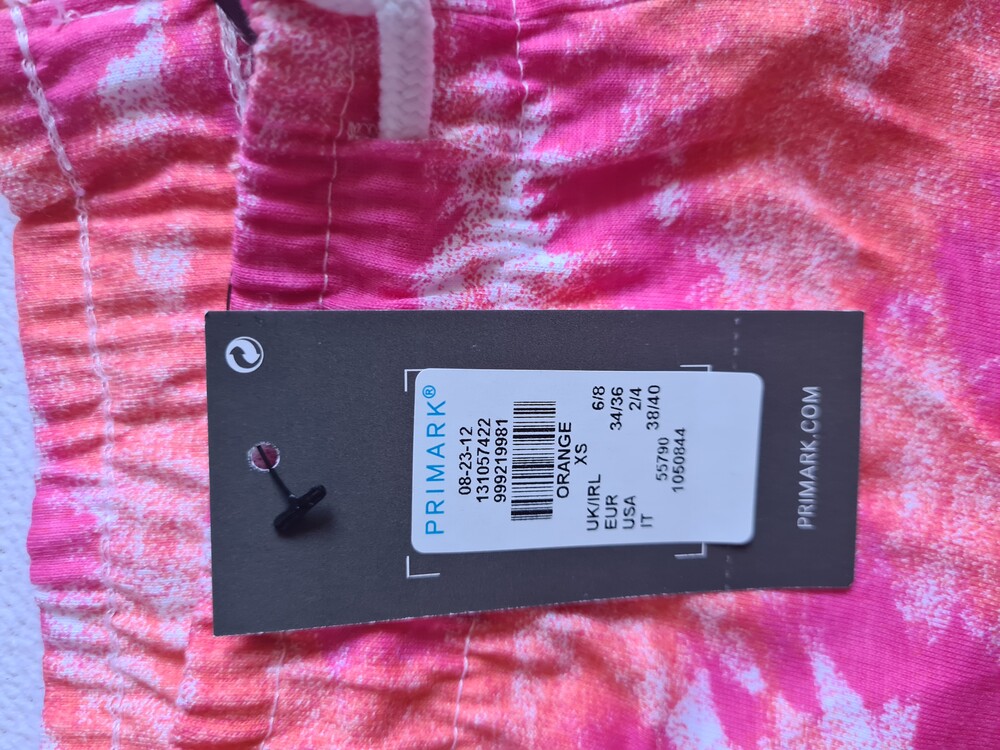 PRIMARK®
08-23-12
131057422
999219981
ORANGE
XS
UK/IRL 6/8
EUR 34/36
USA 2/4
IT 38/40
55790
1050844
PRIMARK.COM